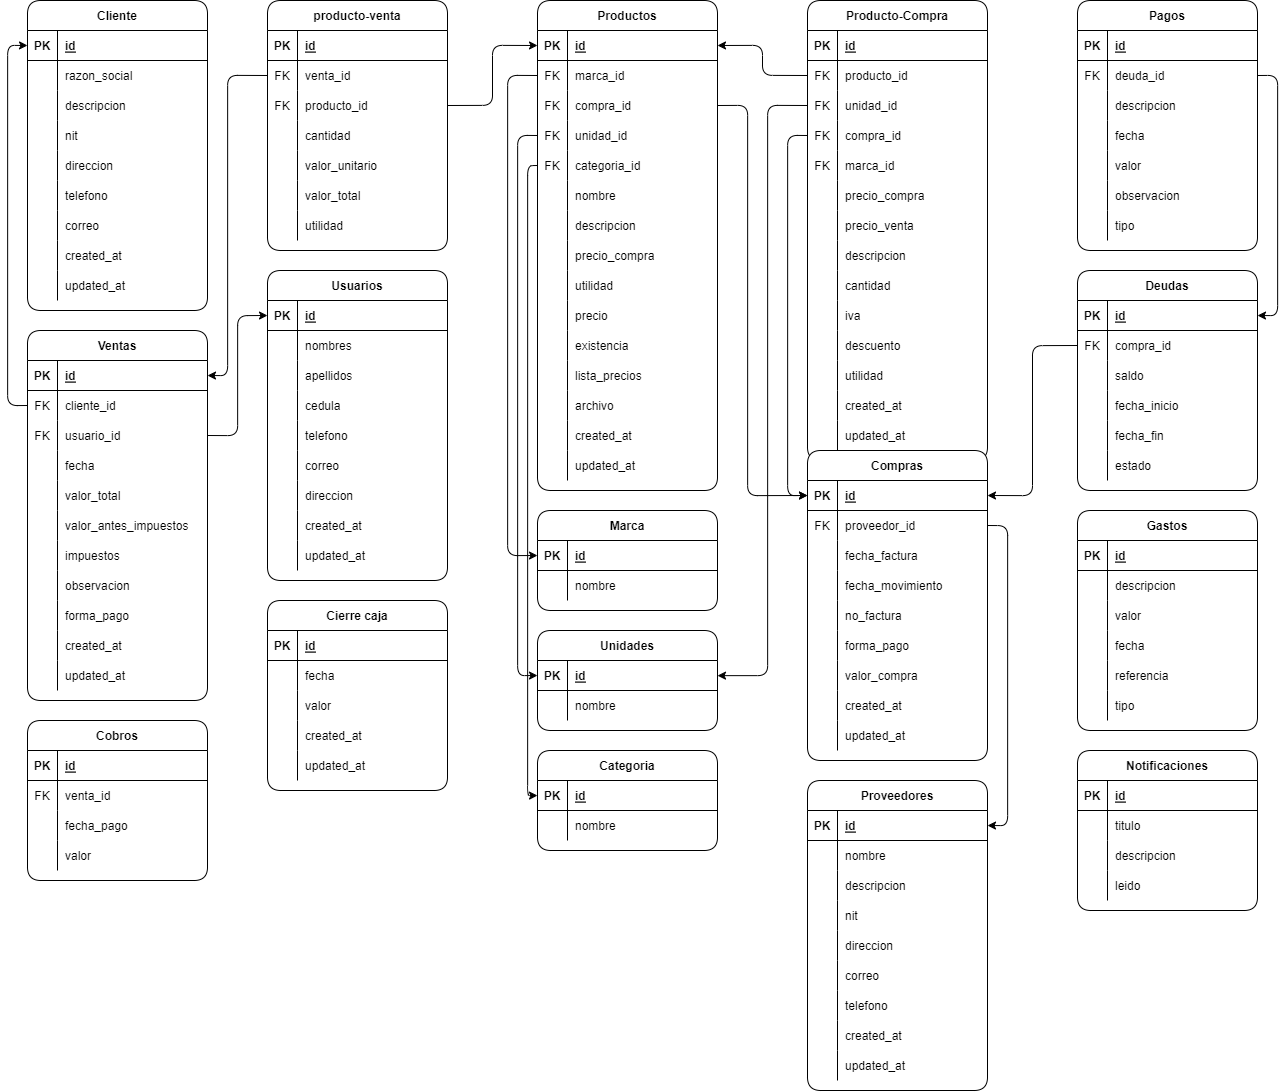 Cliente
PK id
razon_social
descripcion
nit
direccion
telefono
correo
created_at
updated_at
Ventas
PK id
FK cliente_id
FK usuario_id
fecha
valor_total
valor_antes_impuestos
impuestos
observacion
forma_pago
created_at
updated_at
Cobros
PK id
FK venta_id
fecha_pago
valor
producto-venta
PK id
FK venta_id
FK producto_id
cantidad
valor_unitario
valor_total
utilidad
Usuarios
PK id
nombres
apellidos
cedula
telefono
correo
direccion
created_at
updated_at
Cierre caja
PK id
fecha
valor
created_at
updated_at
Productos
PK id
FK marca_id
FK compra_id
FK unidad_id
FK categoria_id
nombre
descripcion
precio_compra
utilidad
precio
existencia
lista_precios
archivo
created_at
updated_at
Marca
PK id
nombre
Unidades
PK id
nombre
Categoria
PK id
nombre
Producto-Compra
PK id
FK producto_id
FK unidad_id
FK compra_id
FK marca_id
precio_compra
precio_venta
descripcion
cantidad
iva
descuento
utilidad
created_at
updated_at
Compras
PK id
FK proveedor_id
fecha_factura
fecha_movimiento
no_factura
forma_pago
valor_compra
created_at
updated_at
Proveedores
PK id
nombre
descripcion
nit
direccion
correo
telefono
created_at
updated_at
Pagos
PK id
FK deuda_id
descripcion
fecha
valor
observacion
tipo
Deudas
PK id
FK compra_id
saldo
fecha_inicio
fecha_fin
estado
Gastos
PK id
descripcion
valor
fecha
referencia
tipo
Notificaciones
PK id
titulo
descripcion
leido